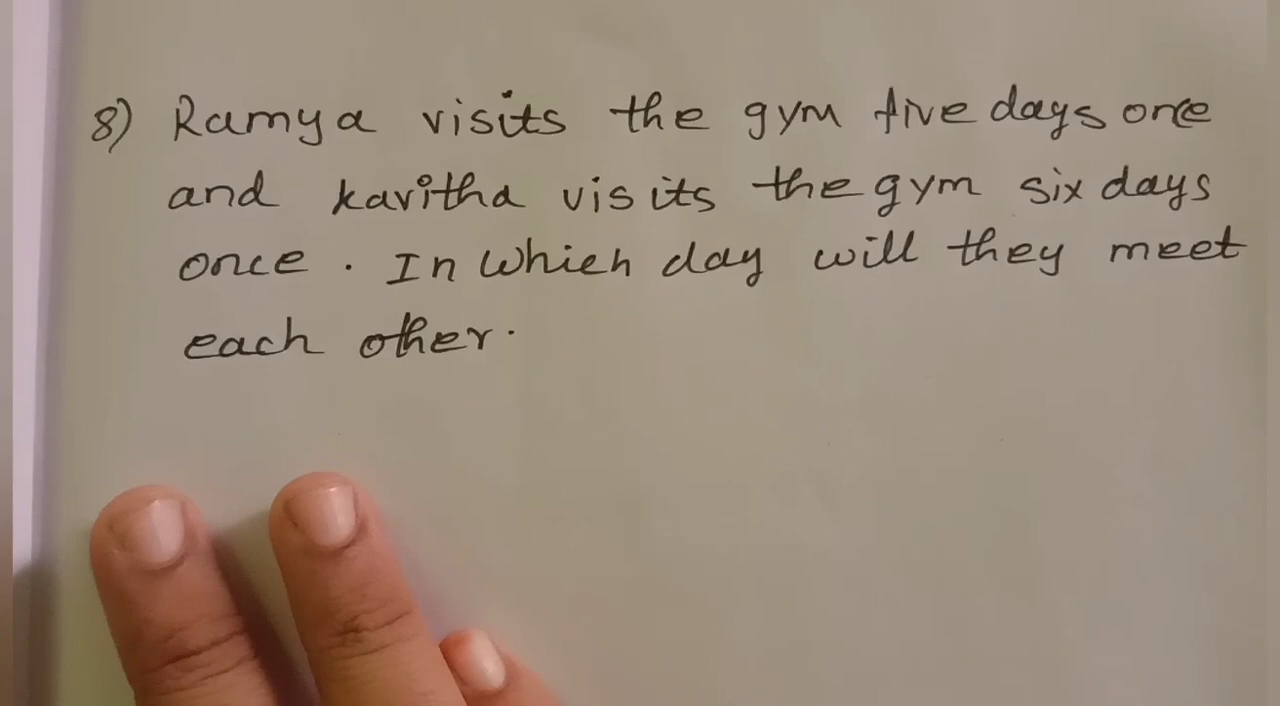 8) Ramya visits the gym five days once
and kavitha visits the gym six days
once. In which day will they meet
each other.